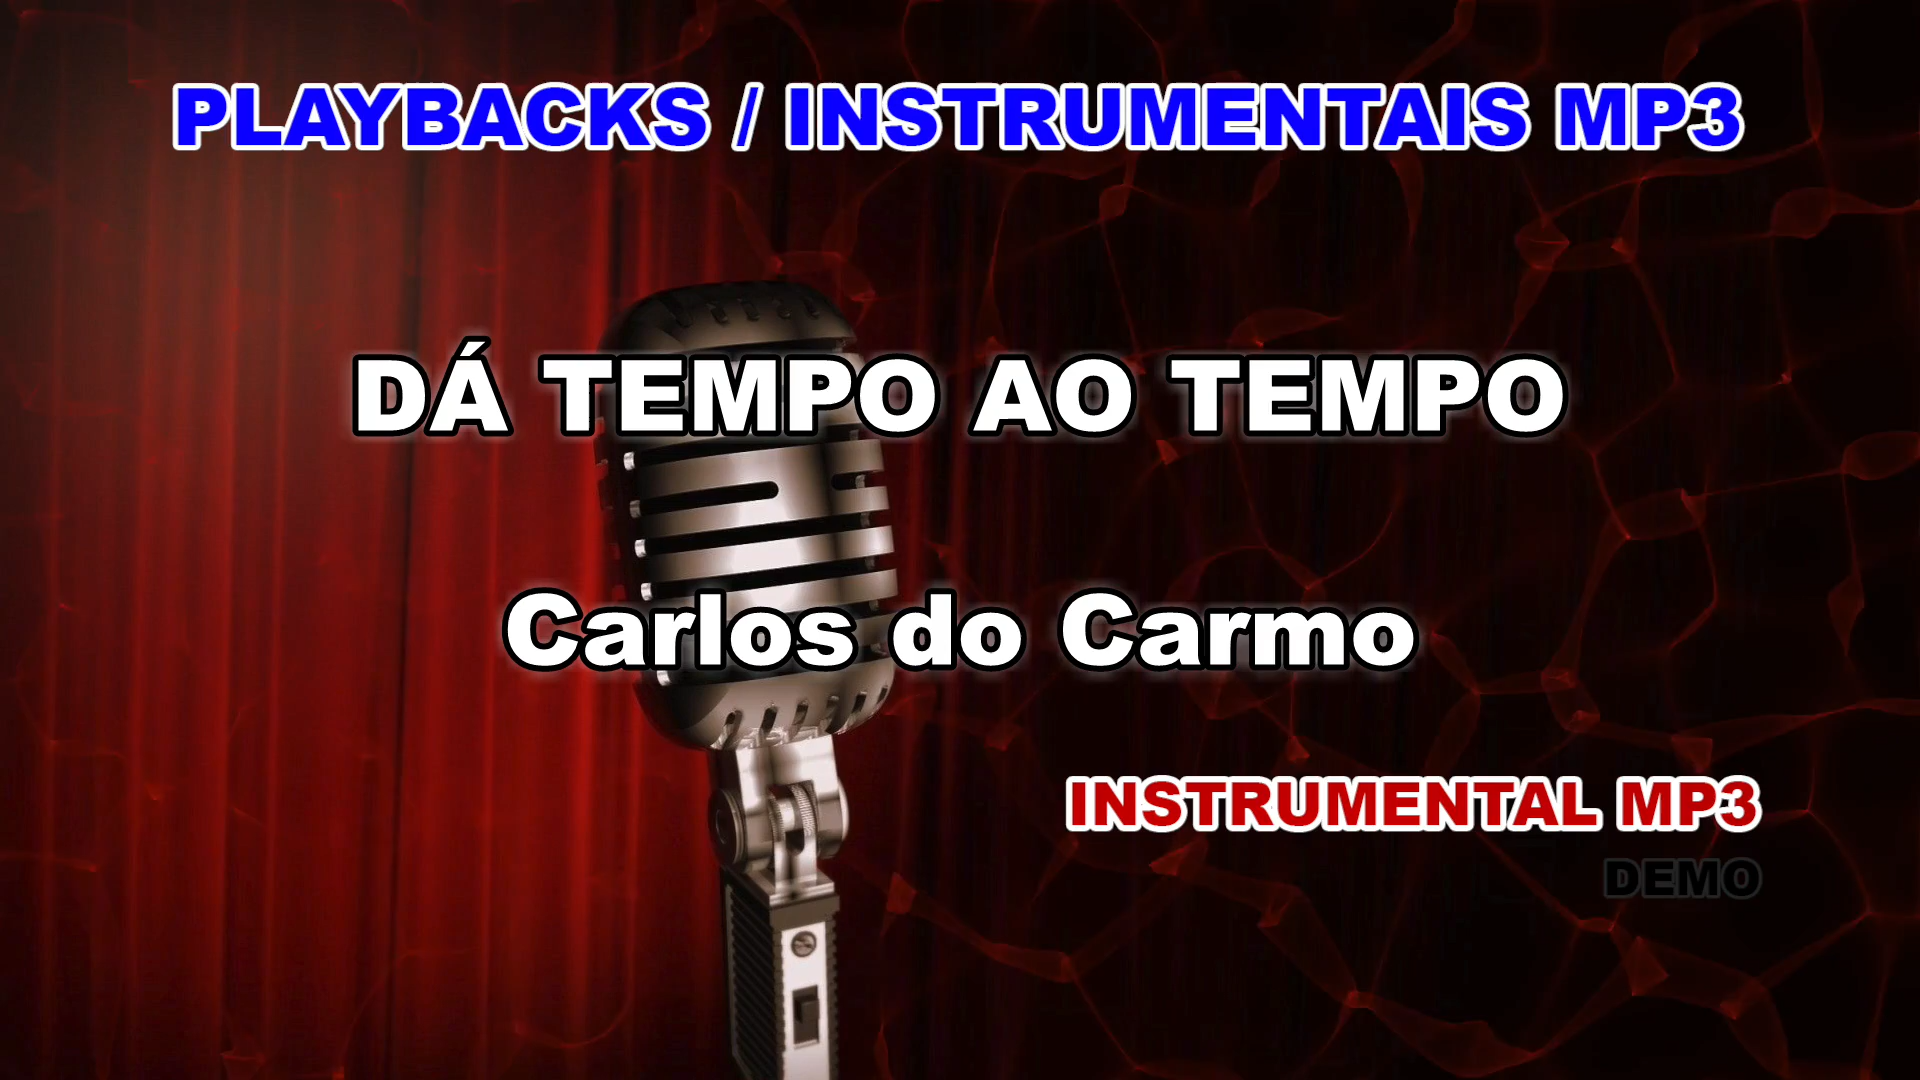 PLAYBACKS / INSTRUMENTAIS MP3
DÁ TEMPO AO TEMPO
Carlos do Carmo
INSTRUMENTAL MP3
DEMO